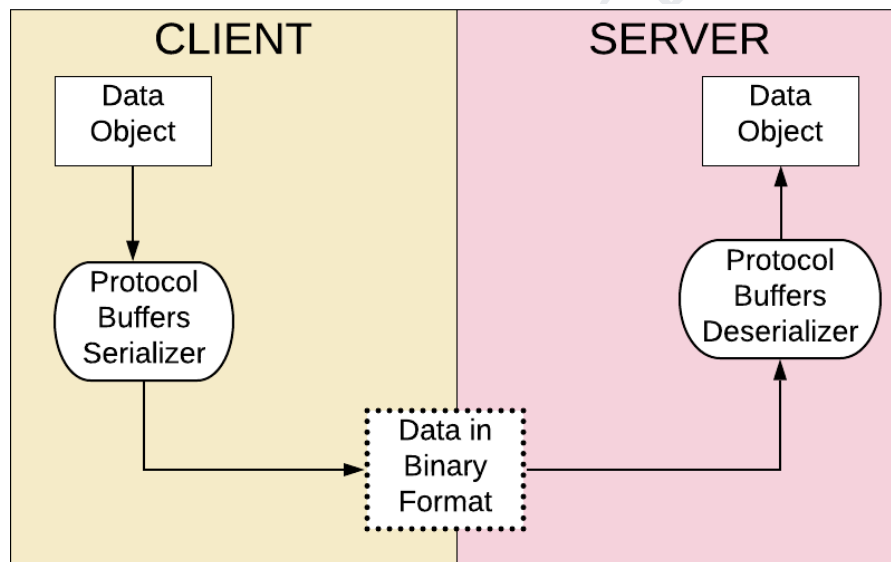 CLIENT
SERVER
Data
Object
Data
Object
Protocol
Buffers
Serializer
Protocol
Buffers
Deserializer
Data in
Binary
Format